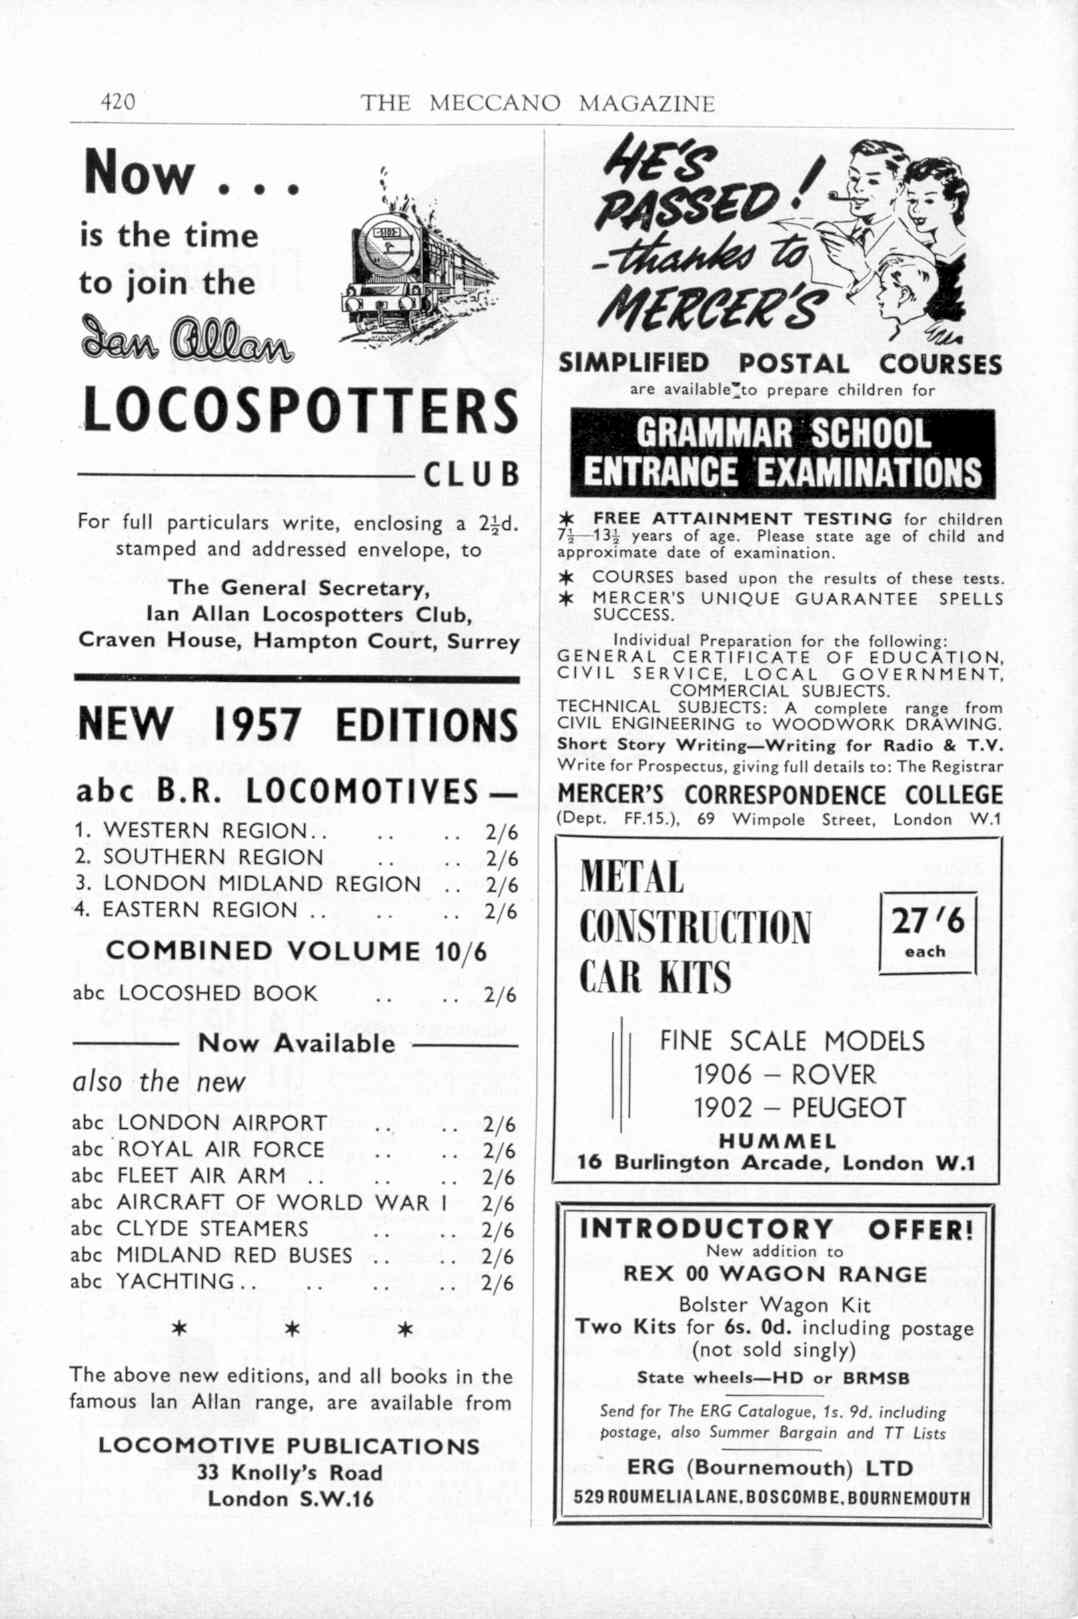 420
THE MECCANO MAGAZINE
Now . . .
is the time
to join the
Ian Allan
LOCOSPOTTERS
CLUB
For full particulars write, enclosing a 2½d.
stamped and addressed envelope, to
The General Secretary,
Ian Allan Locospotters Club,
Craven House, Hampton Court, Surrey
NEW 1957 EDITIONS
abc B.R. LOCOMOTIVES —
1. WESTERN REGION.. .. .. 2/6
2. SOUTHERN REGION .. .. 2/6
3. LONDON MIDLAND REGION .. 2/6
4. EASTERN REGION .. .. .. 2/6
COMBINED VOLUME 10/6
abc LOCOSHED BOOK .. .. 2/6
Now Available
also the new
abc LONDON AIRPORT .. .. 2/6
abc ROYAL AIR FORCE .. .. 2/6
abc FLEET AIR ARM .. .. .. 2/6
abc AIRCRAFT OF WORLD WAR I 2/6
abc CLYDE STEAMERS .. .. 2/6
abc MIDLAND RED BUSES .. .. 2/6
abc YACHTING.. .. .. .. 2/6
* * *
The above new editions, and all books in the
famous Ian Allan range, are available from
LOCOMOTIVE PUBLICATIONS
33 Knolly's Road
London S.W.16
HE'S
PASSED!
-thanks to
MERCER'S
SIMPLIFIED POSTAL COURSES
are available to prepare children for
GRAMMAR SCHOOL
ENTRANCE EXAMINATIONS
* FREE ATTAINMENT TESTING for children
7½—13½ years of age. Please state age of child and
approximate date of examination.
* COURSES based upon the results of these tests.
* MERCER'S UNIQUE GUARANTEE SPELLS
SUCCESS.
Individual Preparation for the following:
GENERAL CERTIFICATE OF EDUCATION,
CIVIL SERVICE, LOCAL GOVERNMENT,
COMMERCIAL SUBJECTS.
TECHNICAL SUBJECTS: A complete range from
CIVIL ENGINEERING to WOODWORK DRAWING.
Short Story Writing—Writing for Radio & T.V.
Write for Prospectus, giving full details to: The Registrar
MERCER'S CORRESPONDENCE COLLEGE
(Dept. FF.15.), 69 Wimpole Street, London W.1
METAL
CONSTRUCTION
CAR KITS
27'6
each
FINE SCALE MODELS
1906 — ROVER
1902 — PEUGEOT
HUMMEL
16 Burlington Arcade, London W.1
INTRODUCTORY OFFER!
New addition to
REX 00 WAGON RANGE
Bolster Wagon Kit
Two Kits for 6s. 0d. including postage
(not sold singly)
State wheels—HD or BRMSB
Send for The ERG Catalogue, 1s. 9d. including
postage, also Summer Bargain and TT Lists
ERG (Bournemouth) LTD
529 ROUMELIA LANE, BOSCOMBE, BOURNEMOUTH